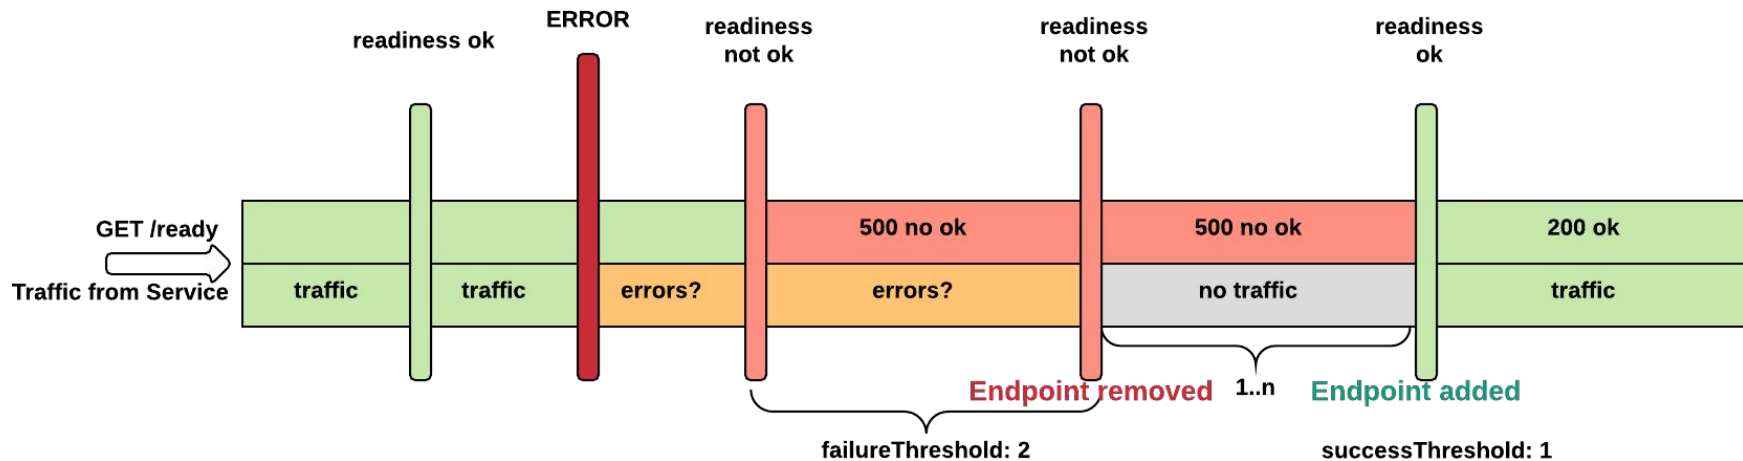 readiness ok
ERROR
readiness
not ok
readiness
not ok
readiness
ok
GET /ready
500 no ok
500 no ok
200 ok
Traffic from Service
traffic
traffic
errors?
errors?
no traffic
traffic
Endpoint removed
1..n
Endpoint added
failureThreshold: 2
successThreshold: 1